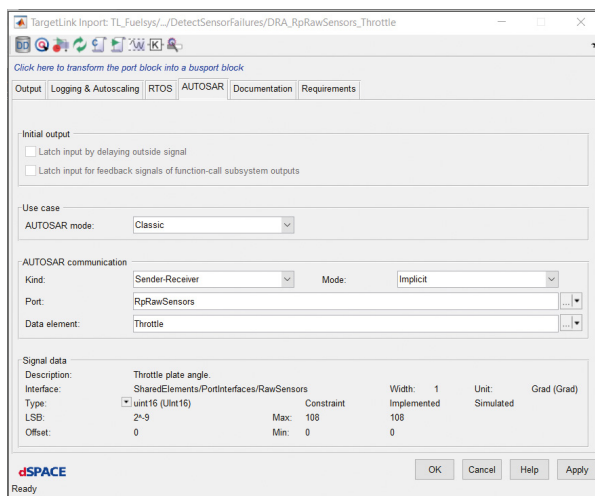 TargetLink Inport: TL_Fuelsys/.../DetectSensorFailures/DRA_RpRawSensors_Throttle
DD
K
Click here to transform the port block into a busport block
Output Logging & Autoscaling RTOS AUTOSAR Documentation Requirements
Initial output
Latch input by delaying outside signal
Latch input for feedback signals of function-call subsystem outputs
Use case
AUTOSAR mode: Classic
AUTOSAR communication
Kind: Sender-Receiver Mode: Implicit
Port: RpRawSensors ...
Data element: Throttle ...
Signal data
Description: Throttle plate angle.
Interface: SharedElements/PortInterfaces/RawSensors Width: 1 Unit: Grad (Grad)
Type: uint16 (UInt16) Constraint Implemented Simulated
LSB: 2^-9 Max: 108 108
Offset: 0 Min: 0 0
dSPACE OK Cancel Help Apply
Ready